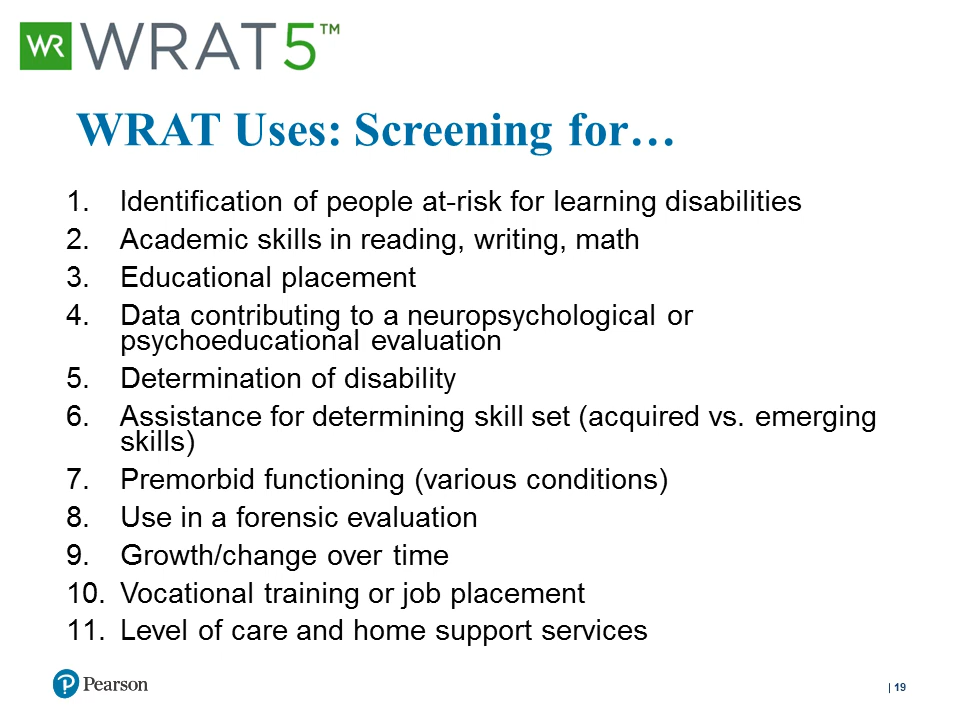 WR WRAT5™
WRAT Uses: Screening for…
1. Identification of people at-risk for learning disabilities
2. Academic skills in reading, writing, math
3. Educational placement
4. Data contributing to a neuropsychological or
psychoeducational evaluation
5. Determination of disability
6. Assistance for determining skill set (acquired vs. emerging
skills)
7. Premorbid functioning (various conditions)
8. Use in a forensic evaluation
9. Growth/change over time
10. Vocational training or job placement
11. Level of care and home support services
P Pearson
| 19